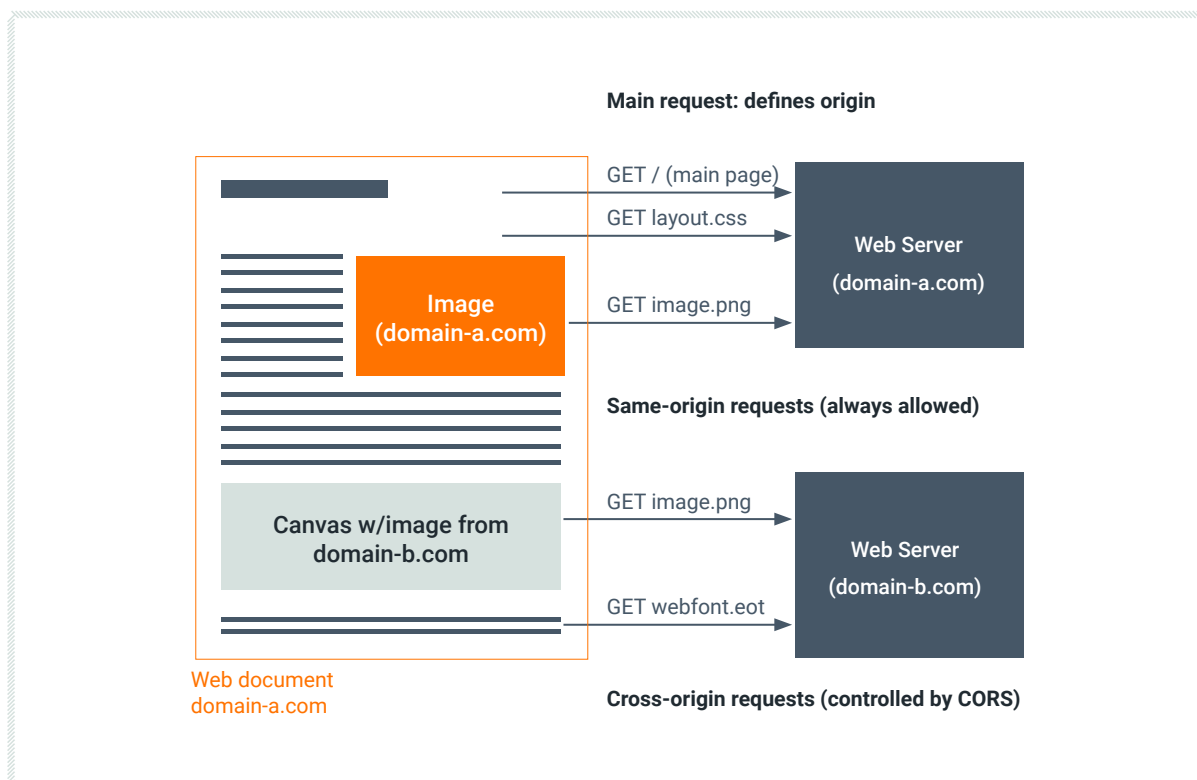 Main request: defines origin
GET / (main page)
GET layout.css
Web Server
(domain-a.com)
Image
(domain-a.com)
GET image.png
Same-origin requests (always allowed)
GET image.png
Canvas w/image from
domain-b.com
Web Server
(domain-b.com)
GET webfont.eot
Web document
domain-a.com
Cross-origin requests (controlled by CORS)